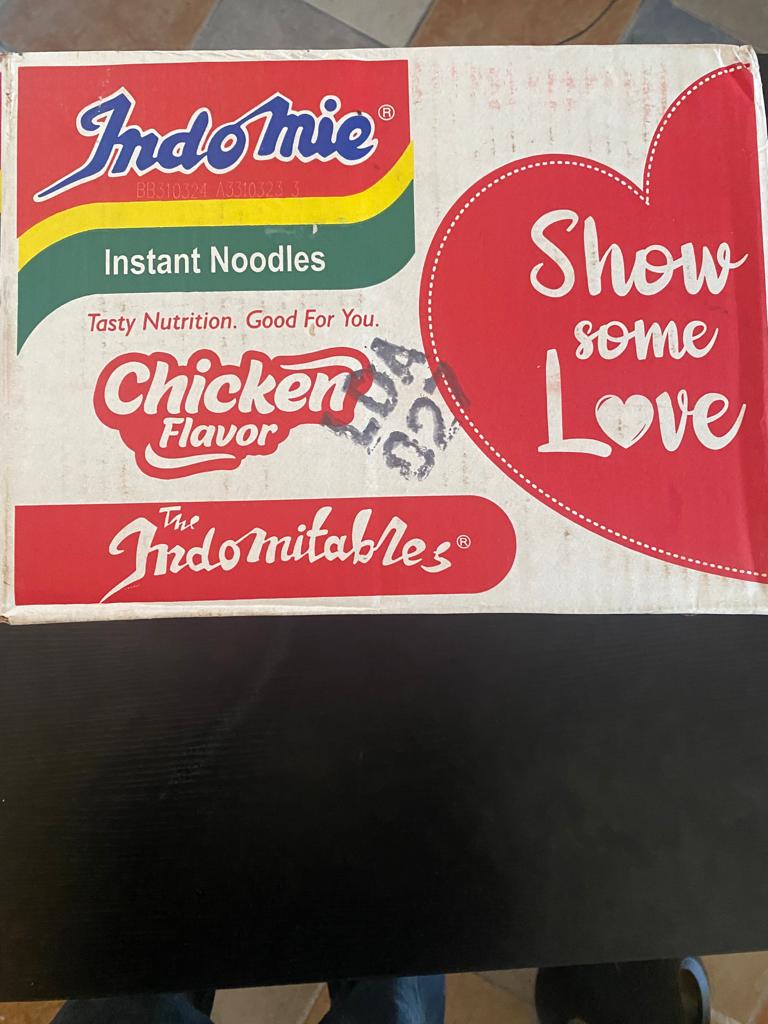 Indomie®
BB310324 A3310323 3
Instant Noodles
Tasty Nutrition. Good For You.
Chicken
Flavor
The
Indomitables®
Show
some
Love